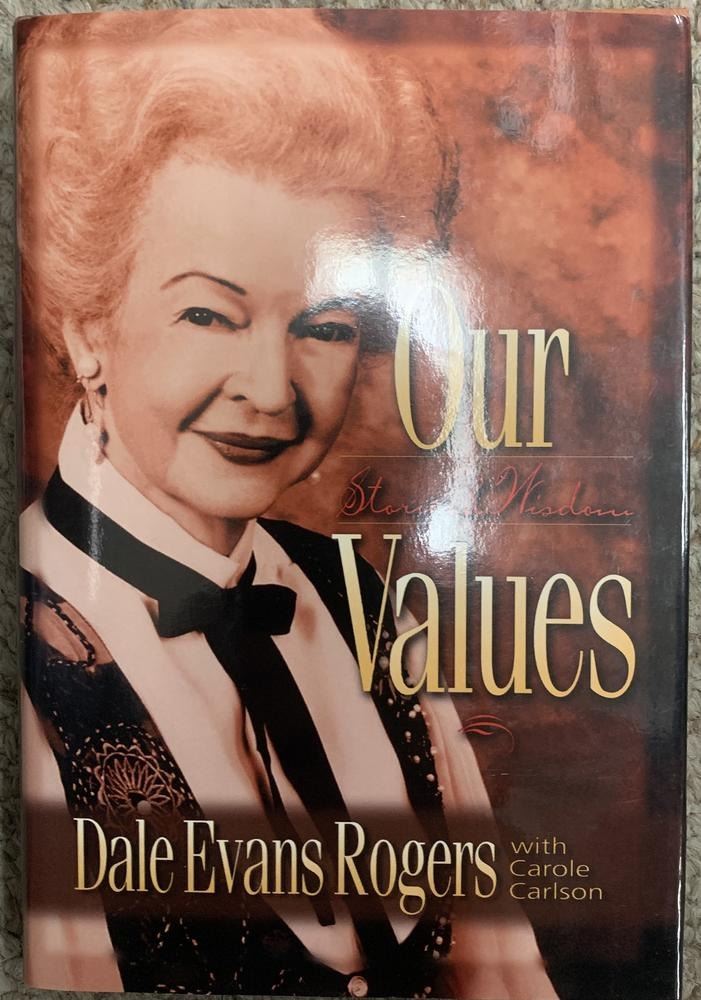 Our
Wisdom
Values
Dale Evans Rogers
with
Carole
Carlson